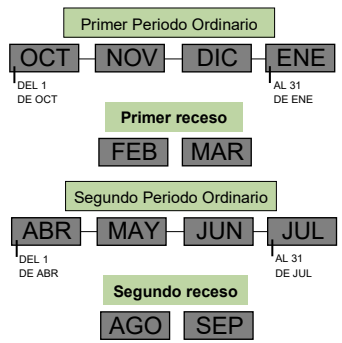 Primer Periodo Ordinario
OCT NOV DIC ENE
DEL 1 AL 31
DE OCT DE ENE
Primer receso
FEB MAR
Segundo Periodo Ordinario
ABR MAY JUN JUL
DEL 1 AL 31
DE ABR DE JUL
Segundo receso
AGO SEP